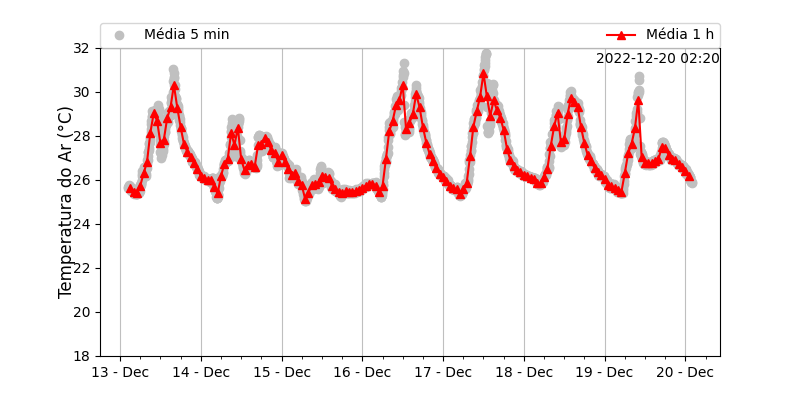 Média 5 min
Média 1 h
2022-12-20 02:20
Temperatura do Ar (°C)
32
30
28
26
24
22
20
18
13 - Dec
14 - Dec
15 - Dec
16 - Dec
17 - Dec
18 - Dec
19 - Dec
20 - Dec